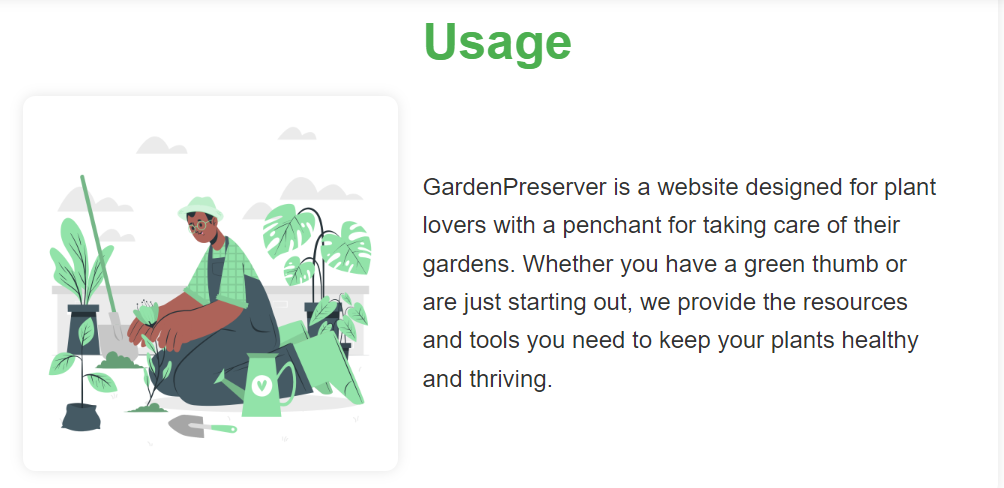 Usage
GardenPreserver is a website designed for plant
lovers with a penchant for taking care of their
gardens. Whether you have a green thumb or
are just starting out, we provide the resources
and tools you need to keep your plants healthy
and thriving.